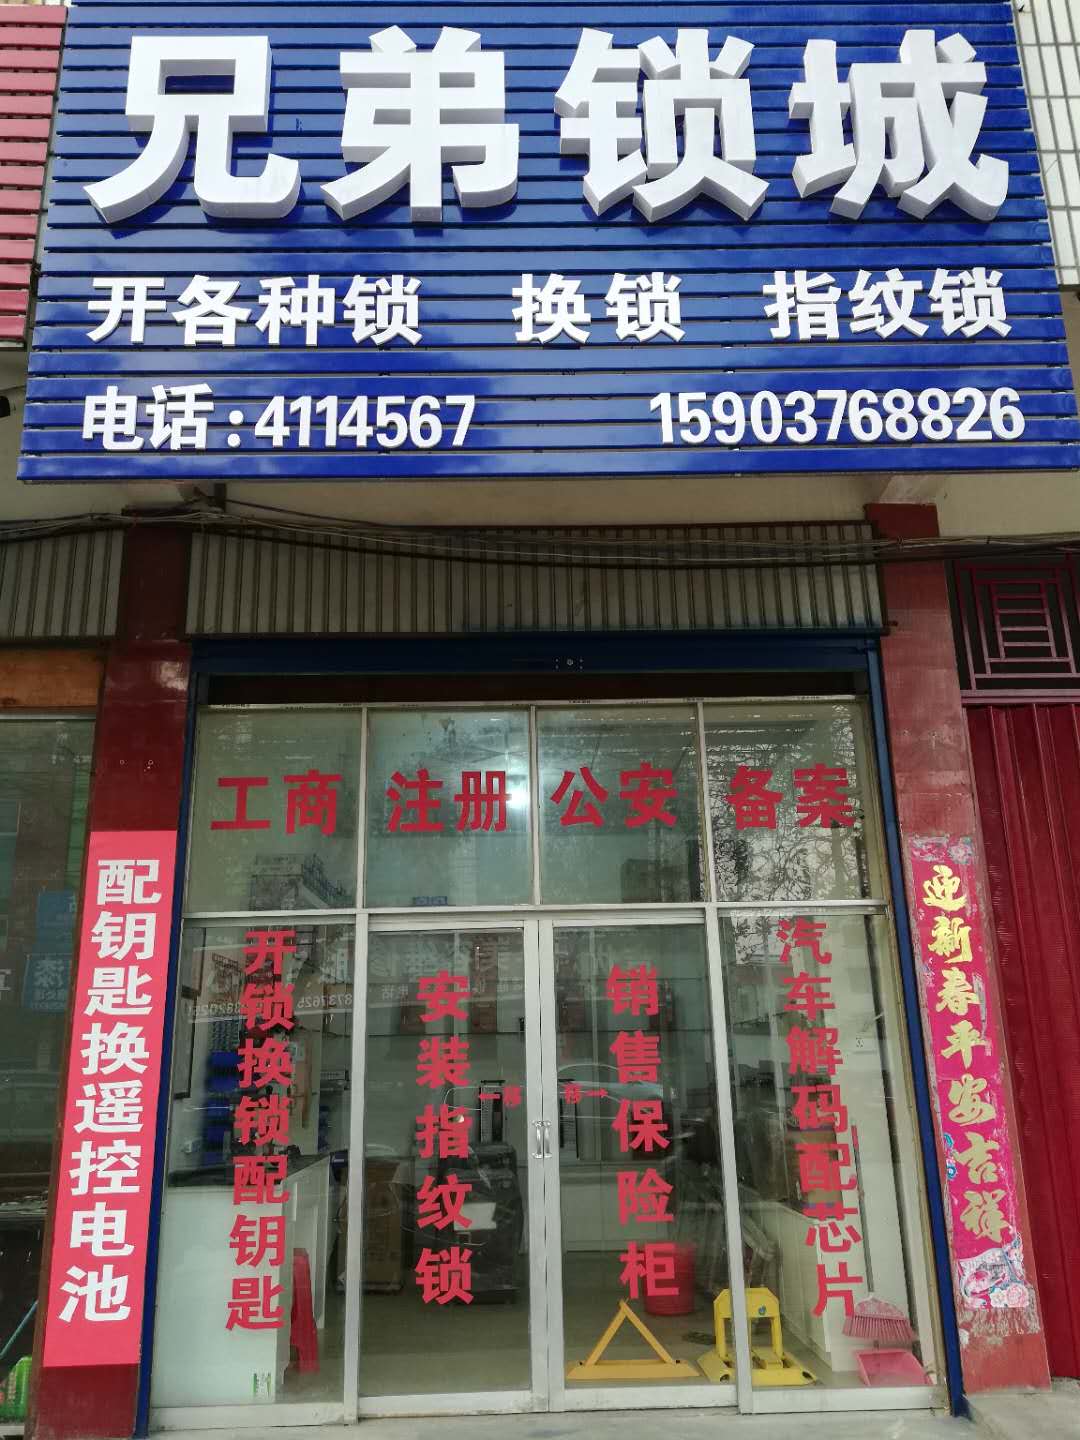 兄弟锁城
开各种锁 换锁 指纹锁
电话:4114567 15903768826
工商 注册 公安 备案
配钥匙换遥控电池
开锁换锁配钥匙
安装指纹锁
销售保险柜
汽车解码配芯片
←移 移→
迎新春平安吉祥